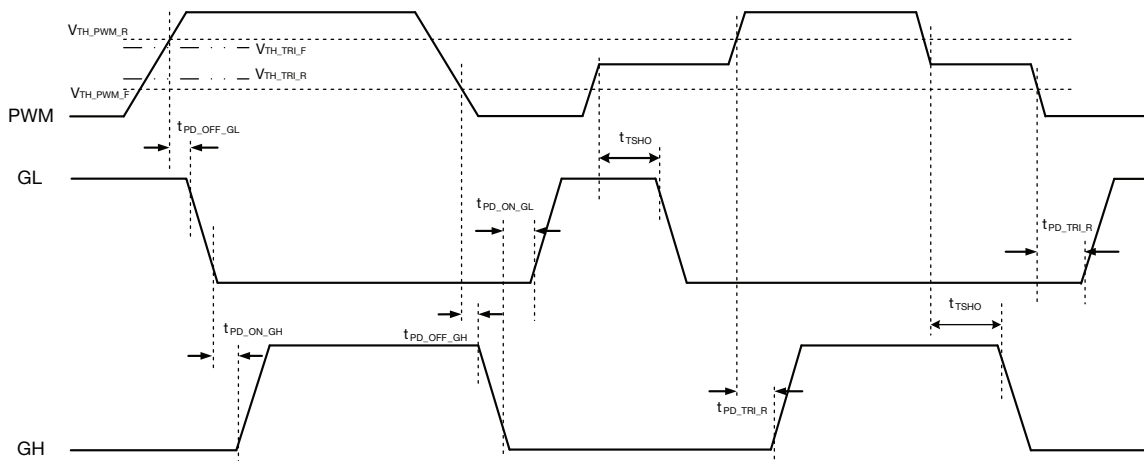 VTH_PWM_R
VTH_TRI_F
VTH_TRI_R
VTH_PWM_F
PWM
tPD_OFF_GL
tTSHO
GL
tPD_ON_GL
tPD_TRI_R
tTSHO
tPD_ON_GH
tPD_OFF_GH
tPD_TRI_R
GH